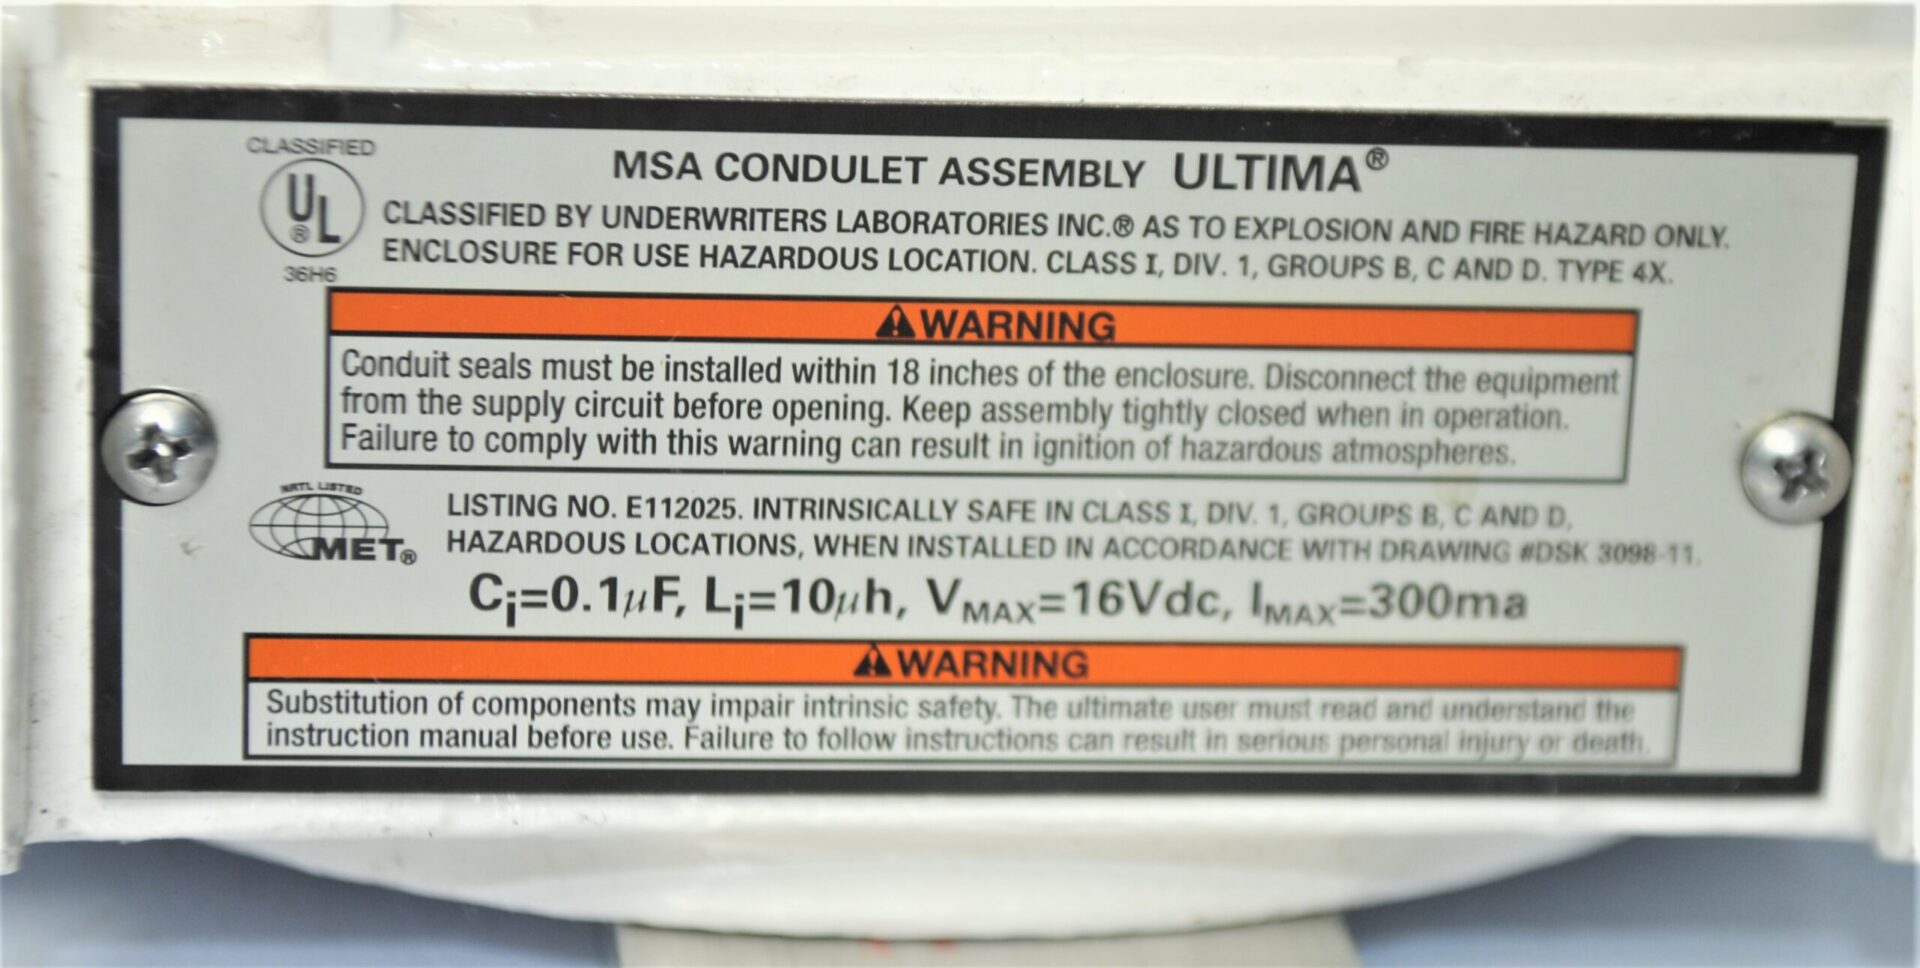 CLASSIFIED
UL®
36H6
MSA CONDULET ASSEMBLY ULTIMA®
CLASSIFIED BY UNDERWRITERS LABORATORIES INC.® AS TO EXPLOSION AND FIRE HAZARD ONLY.
ENCLOSURE FOR USE HAZARDOUS LOCATION. CLASS I, DIV. 1, GROUPS B, C AND D. TYPE 4X.
⚠WARNING
Conduit seals must be installed within 18 inches of the enclosure. Disconnect the equipment
from the supply circuit before opening. Keep assembly tightly closed when in operation.
Failure to comply with this warning can result in ignition of hazardous atmospheres.
NRTL LISTED
MET®
LISTING NO. E112025. INTRINSICALLY SAFE IN CLASS I, DIV. 1, GROUPS B, C AND D,
HAZARDOUS LOCATIONS, WHEN INSTALLED IN ACCORDANCE WITH DRAWING #DSK 3098-11.
Ci=0.1µF, Li=10µh, VMAX=16Vdc, IMAX=300ma
⚠WARNING
Substitution of components may impair intrinsic safety. The ultimate user must read and understand the
instruction manual before use. Failure to follow instructions can result in serious personal injury or death.